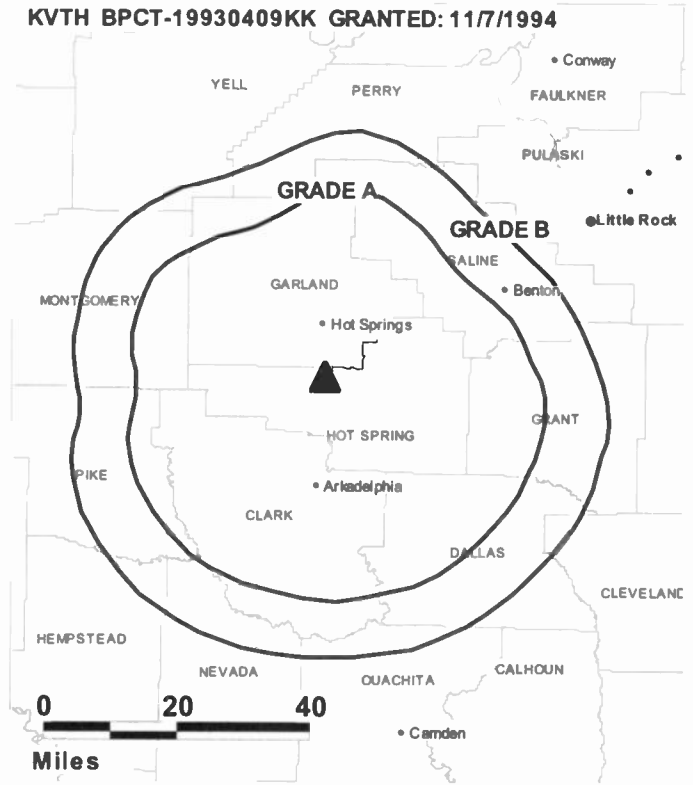 KVTH BPCT-19930409KK GRANTED: 11/7/1994
Conway
YELL
PERRY
FAULKNER
PULASKI
GRADE A
Little Rock
GRADE B
SALINE
GARLAND
Benton
MONTGOMERY
Hot Springs
GRANT
HOT SPRING
PIKE
Arkadelphia
CLARK
DALLAS
CLEVELAND
HEMPSTEAD
NEVADA
OUACHITA
CALHOUN
0 20 40
Camden
Miles